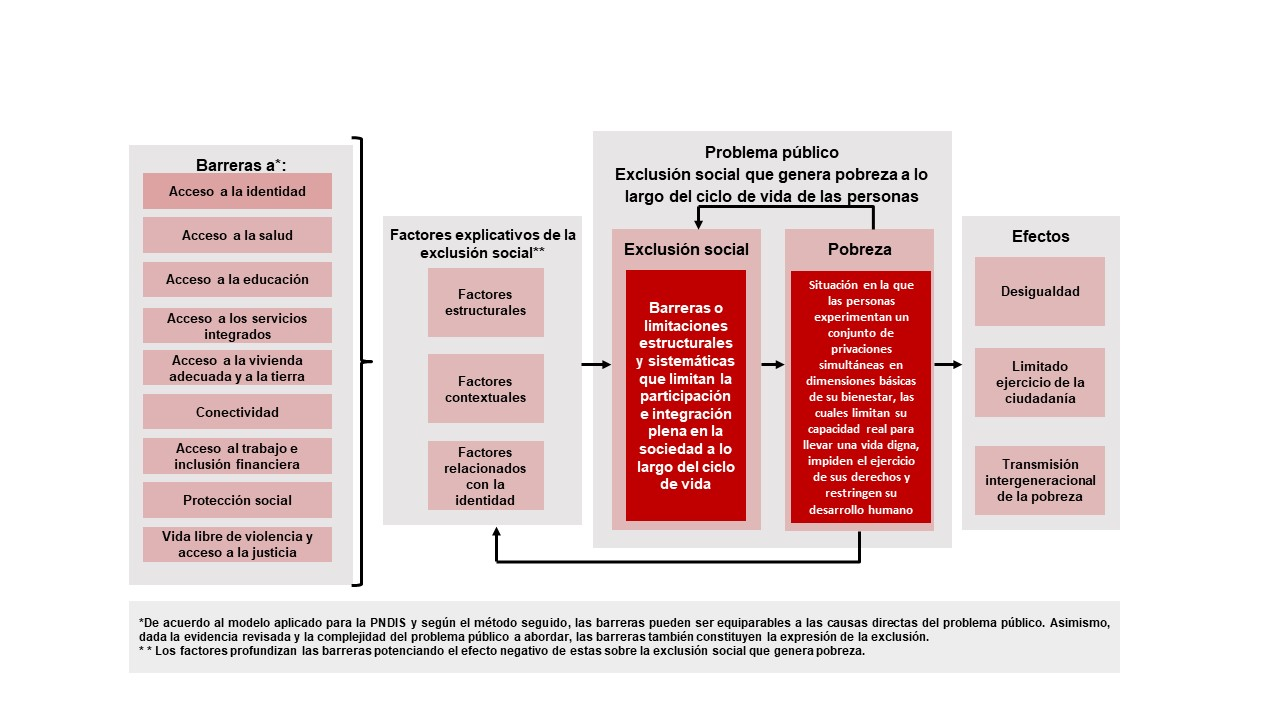 Barreras a*:
Acceso a la identidad
Acceso a la salud
Acceso a la educación
Acceso a los servicios
integrados
Acceso a la vivienda
adecuada y a la tierra
Conectividad
Acceso al trabajo e
inclusión financiera
Protección social
Vida libre de violencia y
acceso a la justicia
Factores explicativos de la
exclusión social**
Factores
estructurales
Factores
contextuales
Factores
relacionados
con la
identidad
Problema público
Exclusión social que genera pobreza a lo
largo del ciclo de vida de las personas
Exclusión social
Barreras o
limitaciones
estructurales
y sistemáticas
que limitan la
participación
e integración
plena en la
sociedad a lo
largo del ciclo
de vida
Pobreza
Situación en la que
las personas
experimentan un
conjunto de
privaciones
simultáneas en
dimensiones básicas
de su bienestar, las
cuales limitan su
capacidad real para
llevar una vida digna,
impiden el ejercicio
de sus derechos y
restringen su
desarrollo humano
Efectos
Desigualdad
Limitado
ejercicio de la
ciudadanía
Transmisión
intergeneracional
de la pobreza
*De acuerdo al modelo aplicado para la PNDIS y según el método seguido, las barreras pueden ser equiparables a las causas directas del problema público. Asimismo,
dada la evidencia revisada y la complejidad del problema público a abordar, las barreras también constituyen la expresión de la exclusión.
* * Los factores profundizan las barreras potenciando el efecto negativo de estas sobre la exclusión social que genera pobreza.